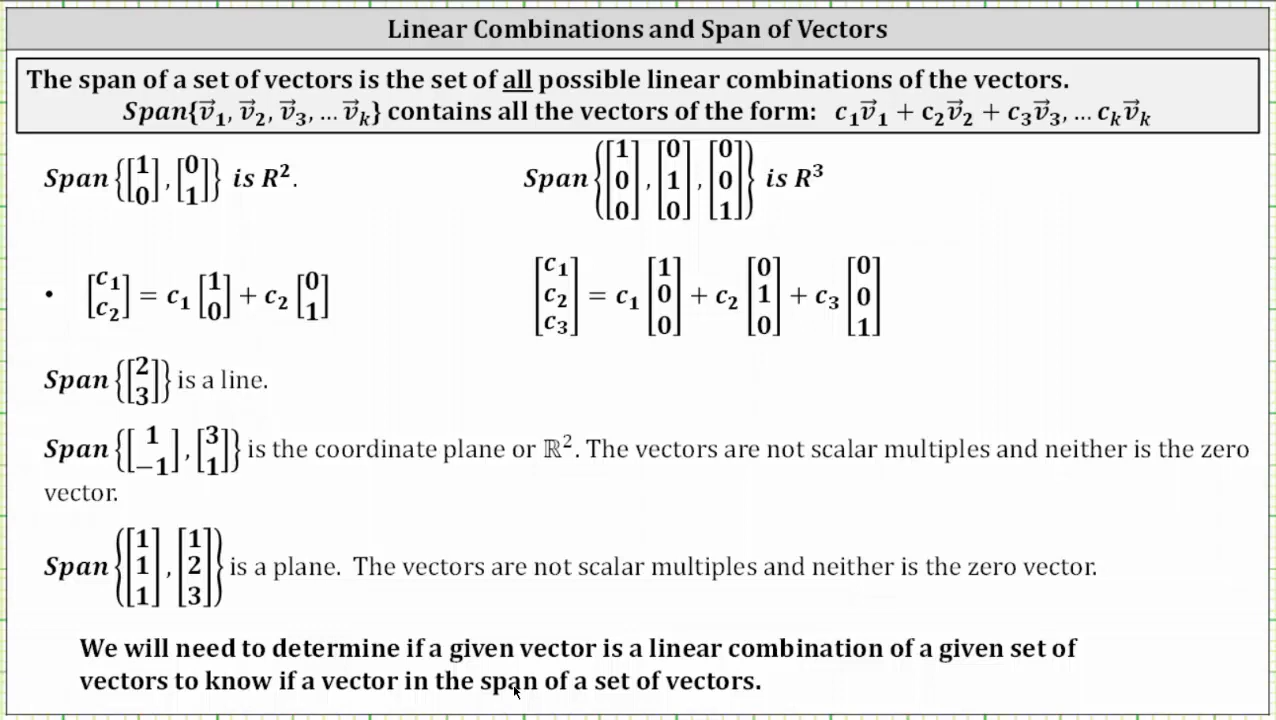 Linear Combinations and Span of Vectors
The span of a set of vectors is the set of all possible linear combinations of the vectors.
Span{v⃗₁, v⃗₂, v⃗₃, … v⃗ₖ} contains all the vectors of the form: c₁v⃗₁ + c₂v⃗₂ + c₃v⃗₃, … cₖv⃗ₖ
Span {[1 0], [0 1]} is R². Span {[1 0 0], [0 1 0], [0 0 1]} is R³
• [c₁ c₂] = c₁ [1 0] + c₂ [0 1] [c₁ c₂ c₃] = c₁ [1 0 0] + c₂ [0 1 0] + c₃ [0 0 1]
Span {[2 3]} is a line.
Span {[1 −1], [3 1]} is the coordinate plane or ℝ². The vectors are not scalar multiples and neither is the zero
vector.
Span {[1 1 1], [1 2 3]} is a plane. The vectors are not scalar multiples and neither is the zero vector.
We will need to determine if a given vector is a linear combination of a given set of
vectors to know if a vector in the span of a set of vectors.